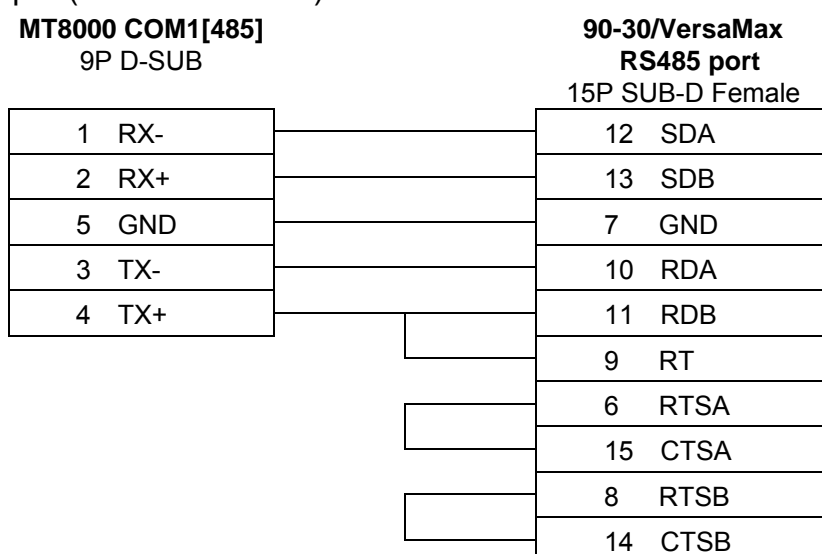 MT8000 COM1[485] 90-30/VersaMax
9P D-SUB RS485 port
15P SUB-D Female
1 RX- 12 SDA
2 RX+ 13 SDB
5 GND 7 GND
3 TX- 10 RDA
4 TX+ 11 RDB
9 RT
6 RTSA
15 CTSA
8 RTSB
14 CTSB